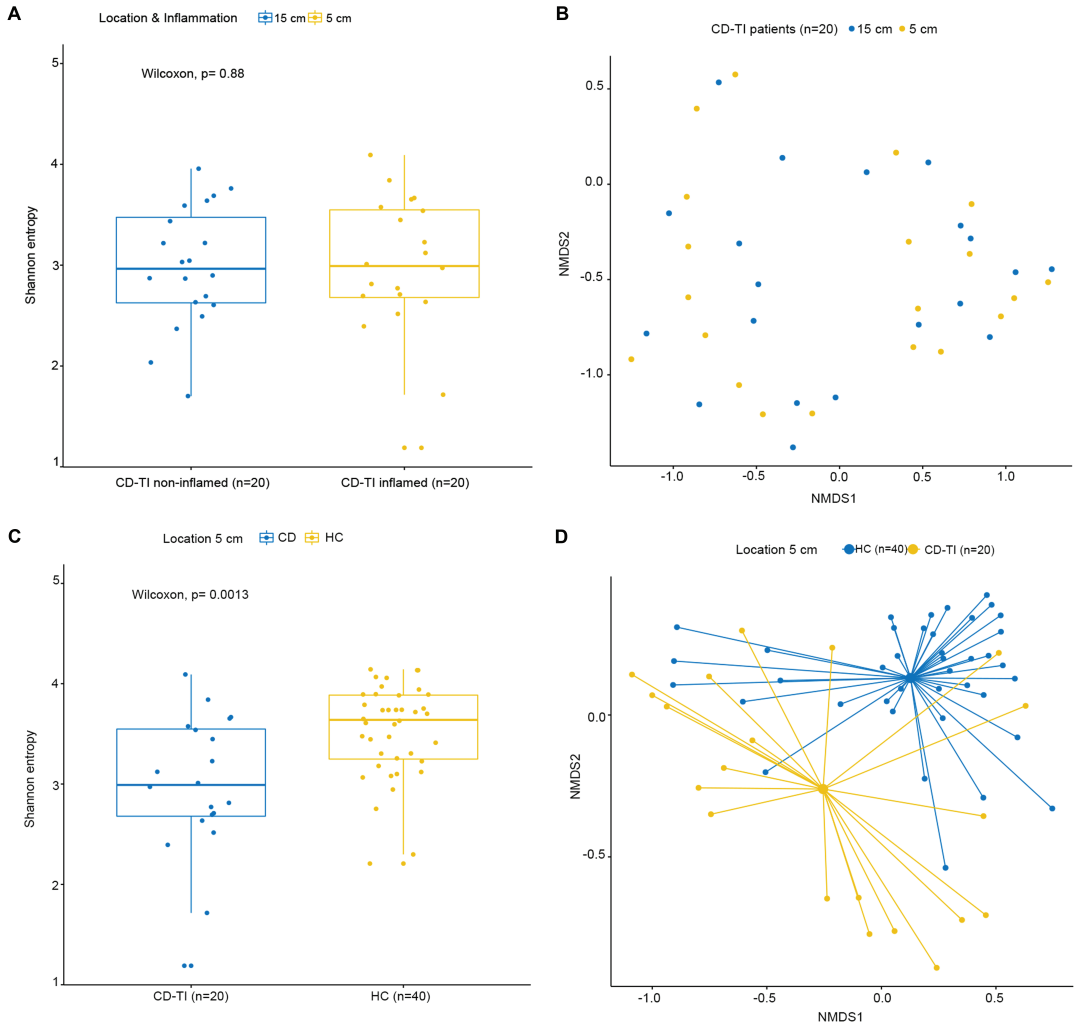 A
Location & Inflammation 15 cm 5 cm
5
Wilcoxon, p= 0.88
4
3
2
1
Shannon entropy
CD-TI non-inflamed (n=20) CD-TI inflamed (n=20)
B
CD-TI patients (n=20) 15 cm 5 cm
0.5
0.0
-0.5
-1.0
NMDS2
-1.0 -0.5 0.0 0.5 1.0
NMDS1
C
Location 5 cm CD HC
5
Wilcoxon, p= 0.0013
4
3
2
1
Shannon entropy
CD-TI (n=20) HC (n=40)
D
Location 5 cm HC (n=40) CD-TI (n=20)
0.0
-0.5
NMDS2
-1.0 -0.5 0.0 0.5
NMDS1